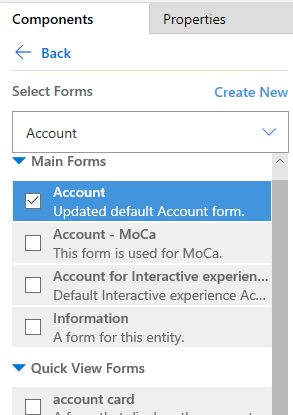 Components
Properties
Back
Select Forms
Create New
Account
Main Forms
Account
Updated default Account form.
Account - MoCa
This form is used for MoCa.
Account for Interactive experien...
Default Interactive experience Ac...
Information
A form for this entity.
Quick View Forms
account card